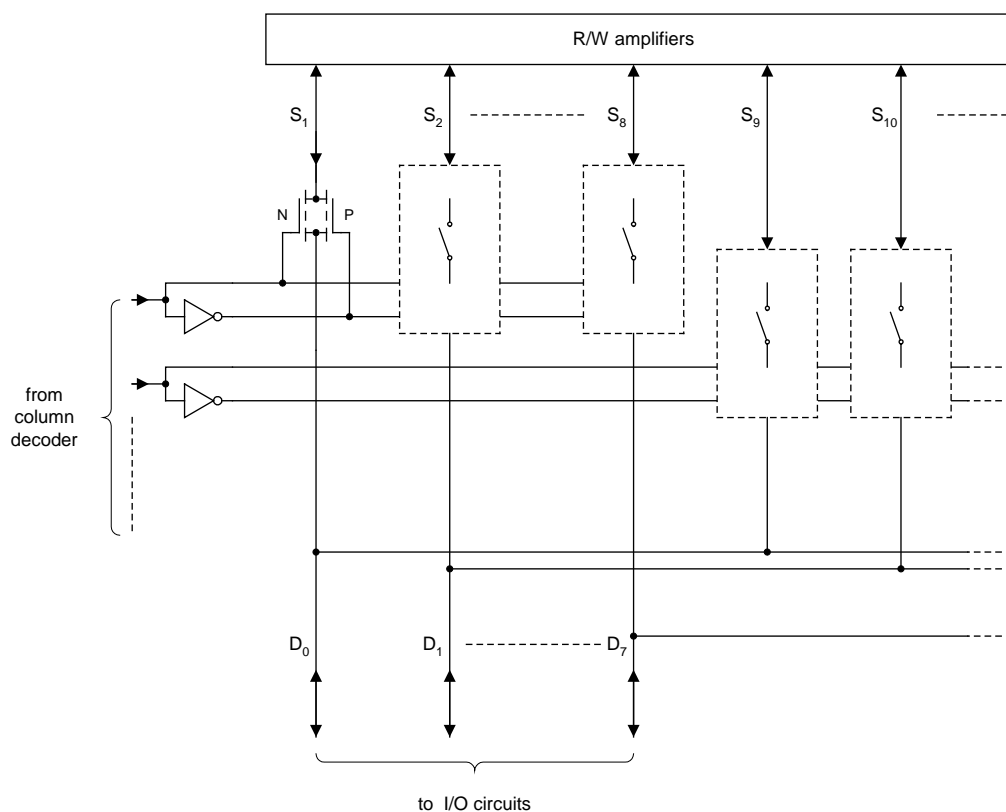 R/W amplifiers
S1 S2 S8 S9 S10
N P
from
column
decoder
D0 D1 D7
to I/O circuits